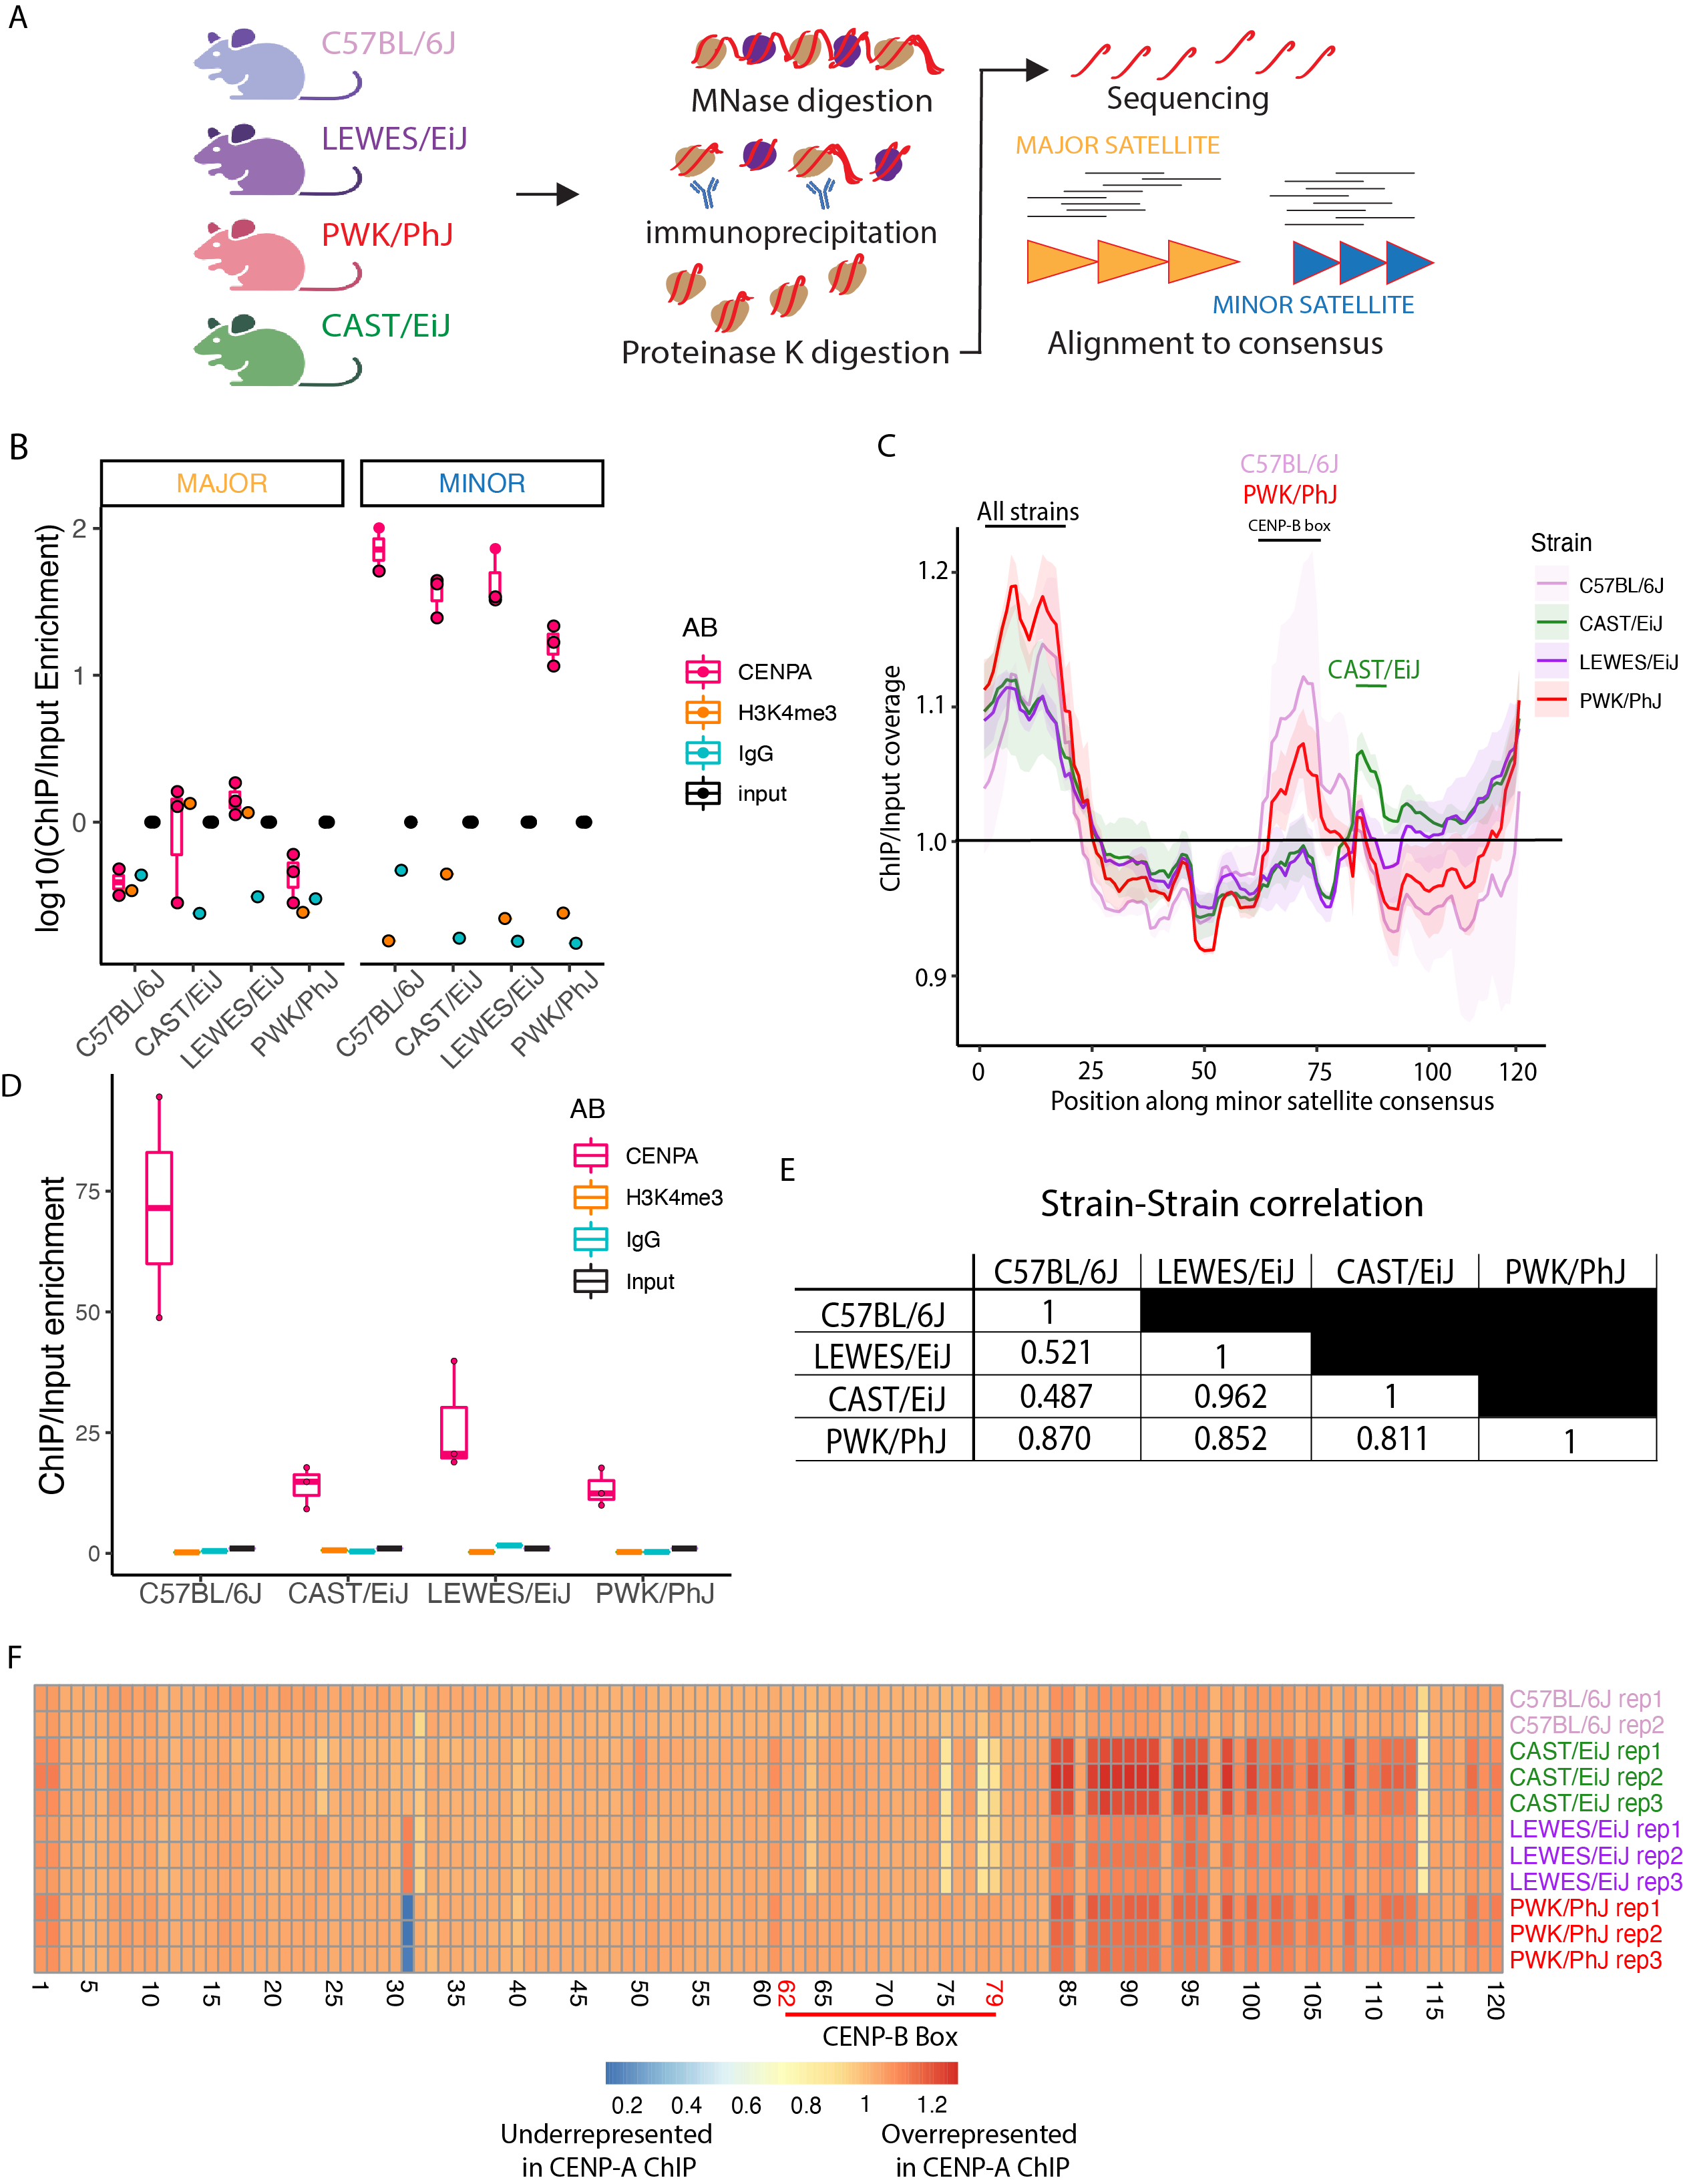 A
C57BL/6J
LEWES/EiJ
PWK/PhJ
CAST/EiJ
MNase digestion
immunoprecipitation
Proteinase K digestion
Sequencing
MAJOR SATELLITE
MINOR SATELLITE
Alignment to consensus
B
MAJOR
MINOR
log10(ChIP/Input Enrichment)
2
1
0
C57BL/6J
CAST/EiJ
LEWES/EiJ
PWK/PhJ
C57BL/6J
CAST/EiJ
LEWES/EiJ
PWK/PhJ
AB
CENPA
H3K4me3
IgG
input
C
All strains
C57BL/6J
PWK/PhJ
CENP-B box
CAST/EiJ
ChIP/Input coverage
1.2
1.1
1.0
0.9
0
25
50
75
100
120
Position along minor satellite consensus
Strain
C57BL/6J
CAST/EiJ
LEWES/EiJ
PWK/PhJ
D
ChIP/Input enrichment
75
50
25
0
C57BL/6J
CAST/EiJ
LEWES/EiJ
PWK/PhJ
AB
CENPA
H3K4me3
IgG
Input
E
Strain-Strain correlation
C57BL/6J LEWES/EiJ CAST/EiJ PWK/PhJ
C57BL/6J 1
LEWES/EiJ 0.521 1
CAST/EiJ 0.487 0.962 1
PWK/PhJ 0.870 0.852 0.811 1
F
C57BL/6J rep1
C57BL/6J rep2
CAST/EiJ rep1
CAST/EiJ rep2
CAST/EiJ rep3
LEWES/EiJ rep1
LEWES/EiJ rep2
LEWES/EiJ rep3
PWK/PhJ rep1
PWK/PhJ rep2
PWK/PhJ rep3
1 5 10 15 20 25 30 35 40 45 50 55 60 62 65 70 75 79 85 90 95 100 105 110 115 120
CENP-B Box
0.2 0.4 0.6 0.8 1 1.2
Underrepresented
in CENP-A ChIP
Overrepresented
in CENP-A ChIP